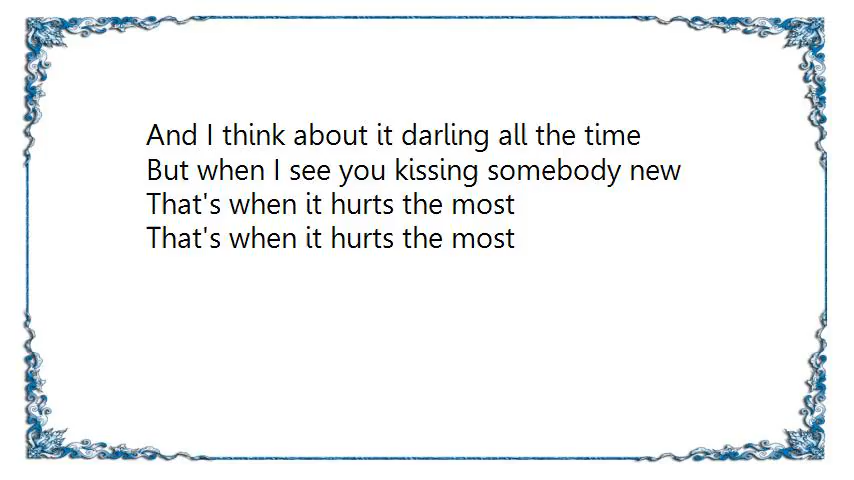 And I think about it darling all the time
But when I see you kissing somebody new
That's when it hurts the most
That's when it hurts the most